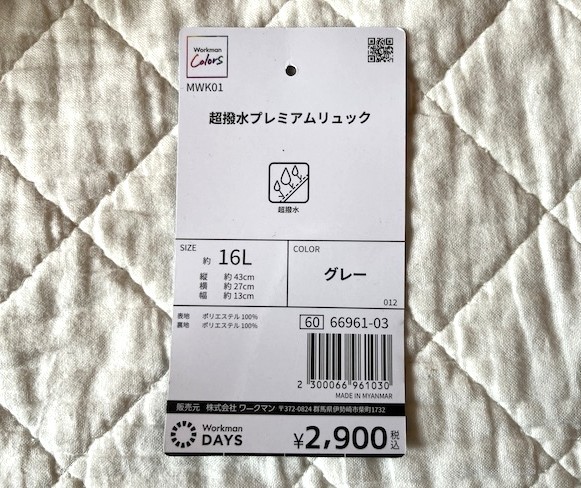 Workman
Colors
MWK01
超撥水プレミアムリュック
超撥水
SIZE
約 16L
縦 約43cm
横 約27cm
幅 約13cm
COLOR
グレー
012
表地 ポリエステル100%
裏地 ポリエステル100%
60 66961-03
2 300066 961030
MADE IN MYANMAR
販売元 株式会社 ワークマン 〒372-0824 群馬県伊勢崎市柴町1732
Workman
DAYS
¥2,900税込